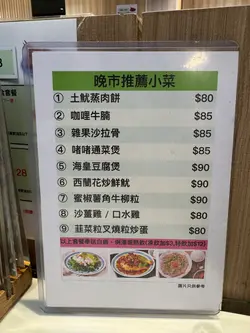 晚市推薦小菜
① 土魷蒸肉餅 $80
② 咖哩牛腩 $85
③ 雜果沙拉骨 $85
④ 啫啫通菜煲 $85
⑤ 海皇豆腐煲 $90
⑥ 西蘭花炒鮮魷 $90
⑦ 蜜椒薯角牛柳粒 $90
⑧ 沙薑雞 / 口水雞 $80
⑨ 韮菜粒叉燒粒炒蛋 $80
圖片只供參考